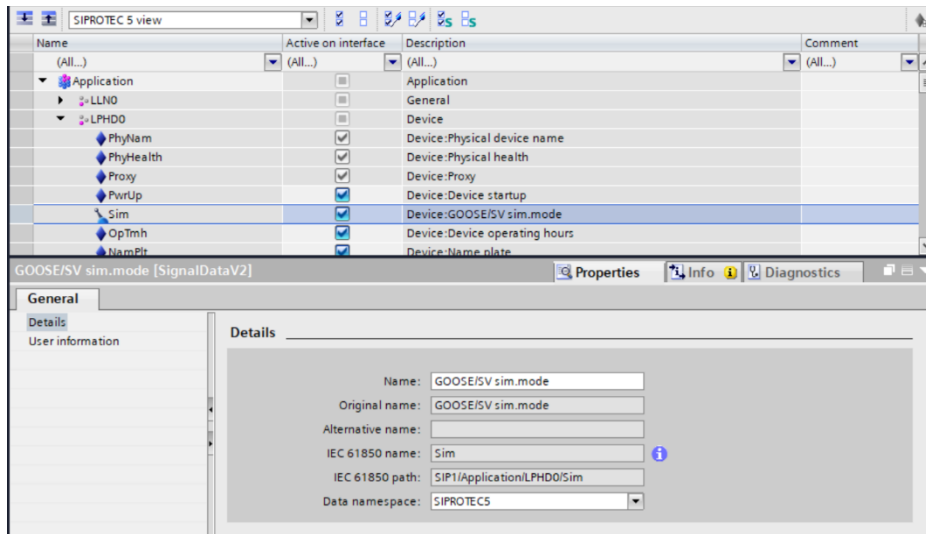 SIPROTEC 5 view
Name Active on interface Description Comment
(All...) (All...) (All...) (All...)
Application Application
LLN0 General
LPHD0 Device
PhyNam Device:Physical device name
PhyHealth Device:Physical health
Proxy Device:Proxy
PwrUp Device:Device startup
Sim Device:GOOSE/SV sim.mode
OpTmh Device:Device operating hours
NamPlt Device:Name plate
GOOSE/SV sim.mode [SignalDataV2] Properties Info Diagnostics
General
Details
User information
Details
Name: GOOSE/SV sim.mode
Original name: GOOSE/SV sim.mode
Alternative name:
IEC 61850 name: Sim
IEC 61850 path: SIP1/Application/LPHD0/Sim
Data namespace: SIPROTEC5